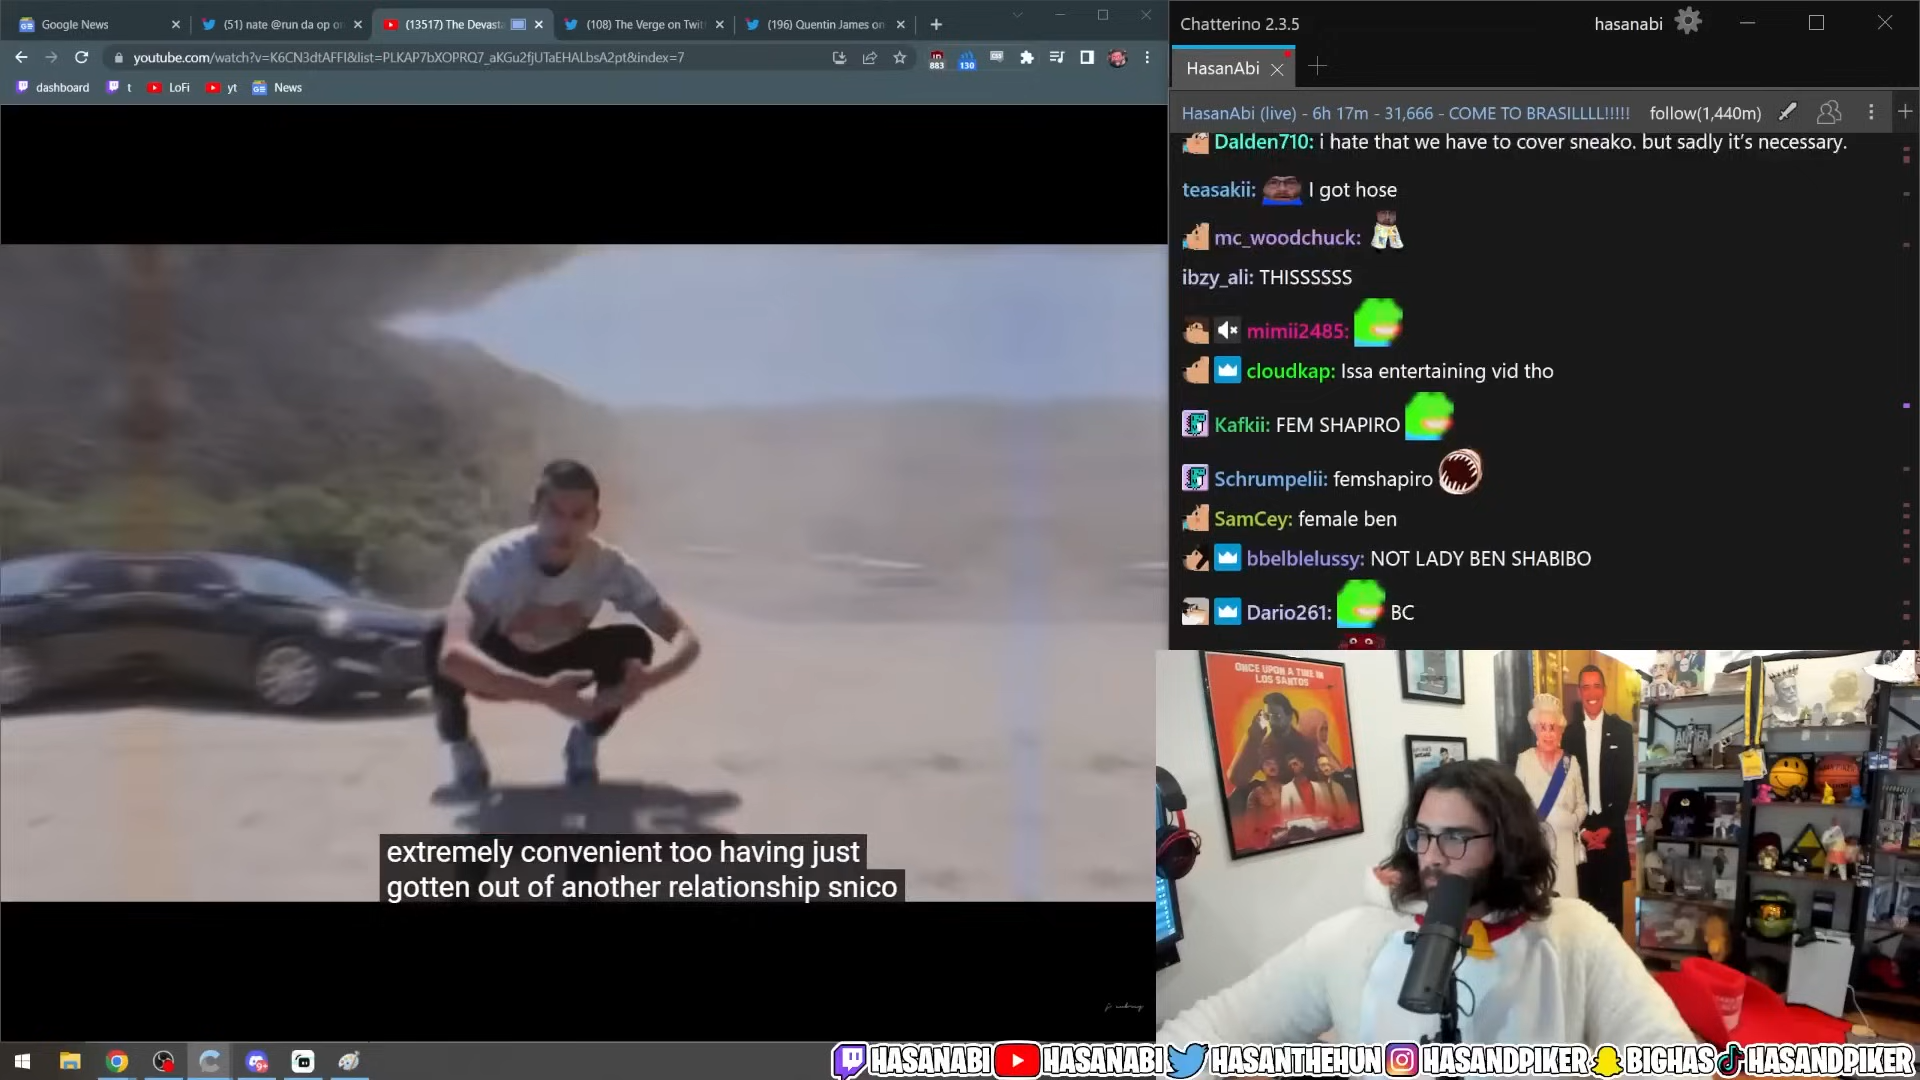 Google News
(51) nate @run da op o
(13517) The Devasta
(108) The Verge on Twit
(196) Quentin James on
youtube.com/watch?v=K6CN3dtAFFI&list=PLKAP7bXOPRQ7_aKGu2fjUTaEHALbsA2pt&index=7
883
130
dashboard
t
LoFi
yt
News
Chatterino 2.3.5
hasanabi
HasanAbi
HasanAbi (live) - 6h 17m - 31,666 - COME TO BRASILLLL!!!!!
follow(1,440m)
Dalden710: i hate that we have to cover sneako. but sadly it's necessary.
teasakii: I got hose
mc_woodchuck:
ibzy_ali: THISSSSSS
mimii2485:
cloudkap: Issa entertaining vid tho
Kafkii: FEM SHAPIRO
Schrumpelii: femshapiro
SamCey: female ben
bbelblelussy: NOT LADY BEN SHABIBO
Dario261: BC
extremely convenient too having just
gotten out of another relationship snico
ONCE UPON A TIME IN
LOS SANTOS
HASANABI
HASANABI
HASANTHEHUN
HASANDPIKER
BIGHAS
HASANDPIKER